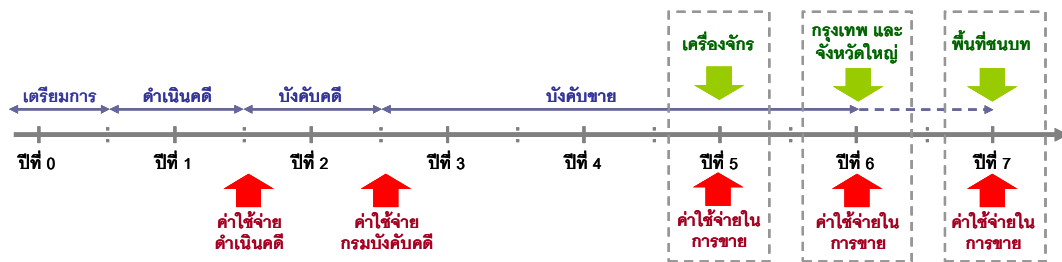 เครื่องจักร
กรุงเทพ และ
จังหวัดใหญ่
พื้นที่ชนบท
เตรียมการ
ดำเนินคดี
บังคับคดี
บังคับขาย
ปีที่ 0
ปีที่ 1
ปีที่ 2
ปีที่ 3
ปีที่ 4
ปีที่ 5
ปีที่ 6
ปีที่ 7
ค่าใช้จ่าย
ดำเนินคดี
ค่าใช้จ่าย
กรมบังคับคดี
ค่าใช้จ่ายใน
การขาย
ค่าใช้จ่ายใน
การขาย
ค่าใช้จ่ายใน
การขาย